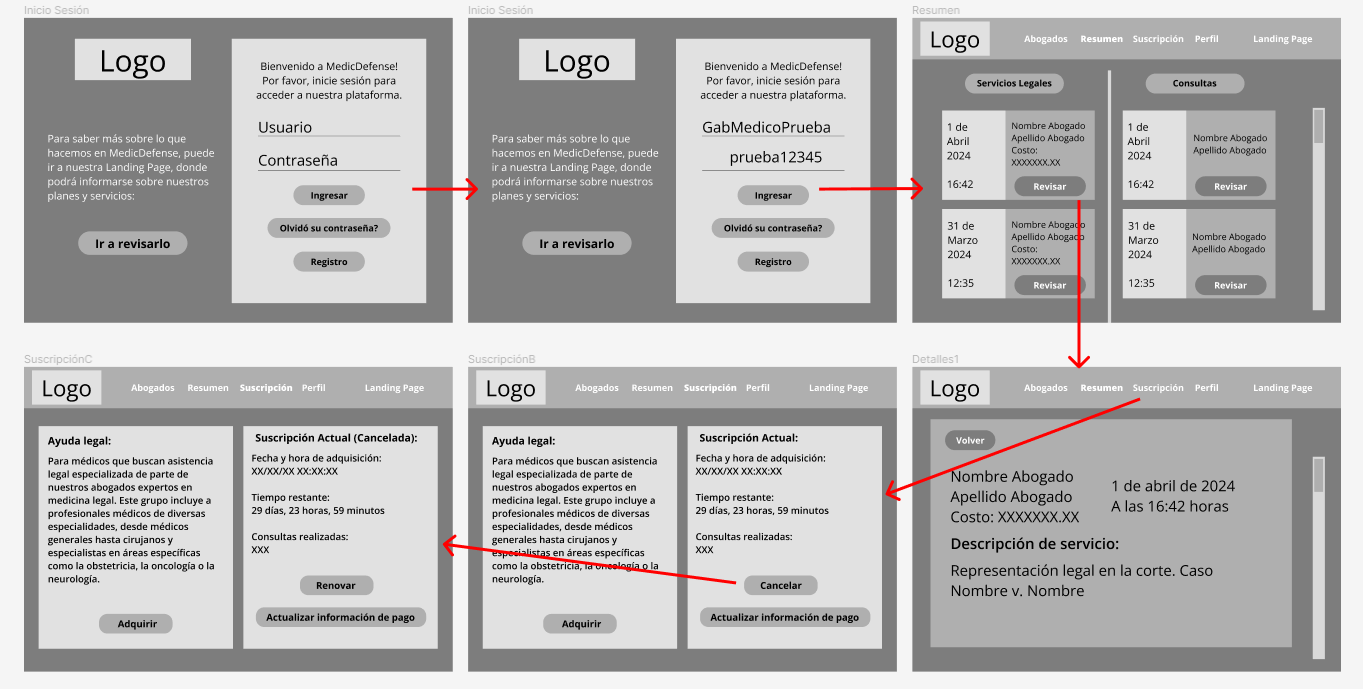 Inicio Sesión
Logo
Para saber más sobre lo que
hacemos en MedicDefense, puede
ir a nuestra Landing Page, donde
podrá informarse sobre nuestros
planes y servicios:
Ir a revisarlo
Bienvenido a MedicDefense!
Por favor, inicie sesión para
acceder a nuestra plataforma.
Usuario
Contraseña
Ingresar
Olvidó su contraseña?
Registro
Inicio Sesión
Logo
Para saber más sobre lo que
hacemos en MedicDefense, puede
ir a nuestra Landing Page, donde
podrá informarse sobre nuestros
planes y servicios:
Ir a revisarlo
Bienvenido a MedicDefense!
Por favor, inicie sesión para
acceder a nuestra plataforma.
GabMedicoPrueba
prueba12345
Ingresar
Olvidó su contraseña?
Registro
Resumen
Logo
Abogados Resumen Suscripción Perfil Landing Page
Servicios Legales
1 de
Abril
2024
16:42
Nombre Abogado
Apellido Abogado
Costo:
XXXXXXX.XX
Revisar
31 de
Marzo
2024
12:35
Nombre Abogado
Apellido Abogado
Costo:
XXXXXXX.XX
Revisar
Consultas
1 de
Abril
2024
16:42
Nombre Abogado
Apellido Abogado
Revisar
31 de
Marzo
2024
12:35
Nombre Abogado
Apellido Abogado
Revisar
SuscripciónC
Logo
Abogados Resumen Suscripción Perfil Landing Page
Ayuda legal:
Para médicos que buscan asistencia
legal especializada de parte de
nuestros abogados expertos en
medicina legal. Este grupo incluye a
profesionales médicos de diversas
especialidades, desde médicos
generales hasta cirujanos y
especialistas en áreas específicas
como la obstetricia, la oncología o la
neurología.
Adquirir
Suscripción Actual (Cancelada):
Fecha y hora de adquisición:
XX/XX/XX XX:XX:XX
Tiempo restante:
29 días, 23 horas, 59 minutos
Consultas realizadas:
XXX
Renovar
Actualizar información de pago
SuscripciónB
Logo
Abogados Resumen Suscripción Perfil Landing Page
Ayuda legal:
Para médicos que buscan asistencia
legal especializada de parte de
nuestros abogados expertos en
medicina legal. Este grupo incluye a
profesionales médicos de diversas
especialidades, desde médicos
generales hasta cirujanos y
especialistas en áreas específicas
como la obstetricia, la oncología o la
neurología.
Adquirir
Suscripción Actual:
Fecha y hora de adquisición:
XX/XX/XX XX:XX:XX
Tiempo restante:
29 días, 23 horas, 59 minutos
Consultas realizadas:
XXX
Cancelar
Actualizar información de pago
Detalles1
Logo
Abogados Resumen Suscripción Perfil Landing Page
Volver
Nombre Abogado
Apellido Abogado
Costo: XXXXXXX.XX
1 de abril de 2024
A las 16:42 horas
Descripción de servicio:
Representación legal en la corte. Caso
Nombre v. Nombre